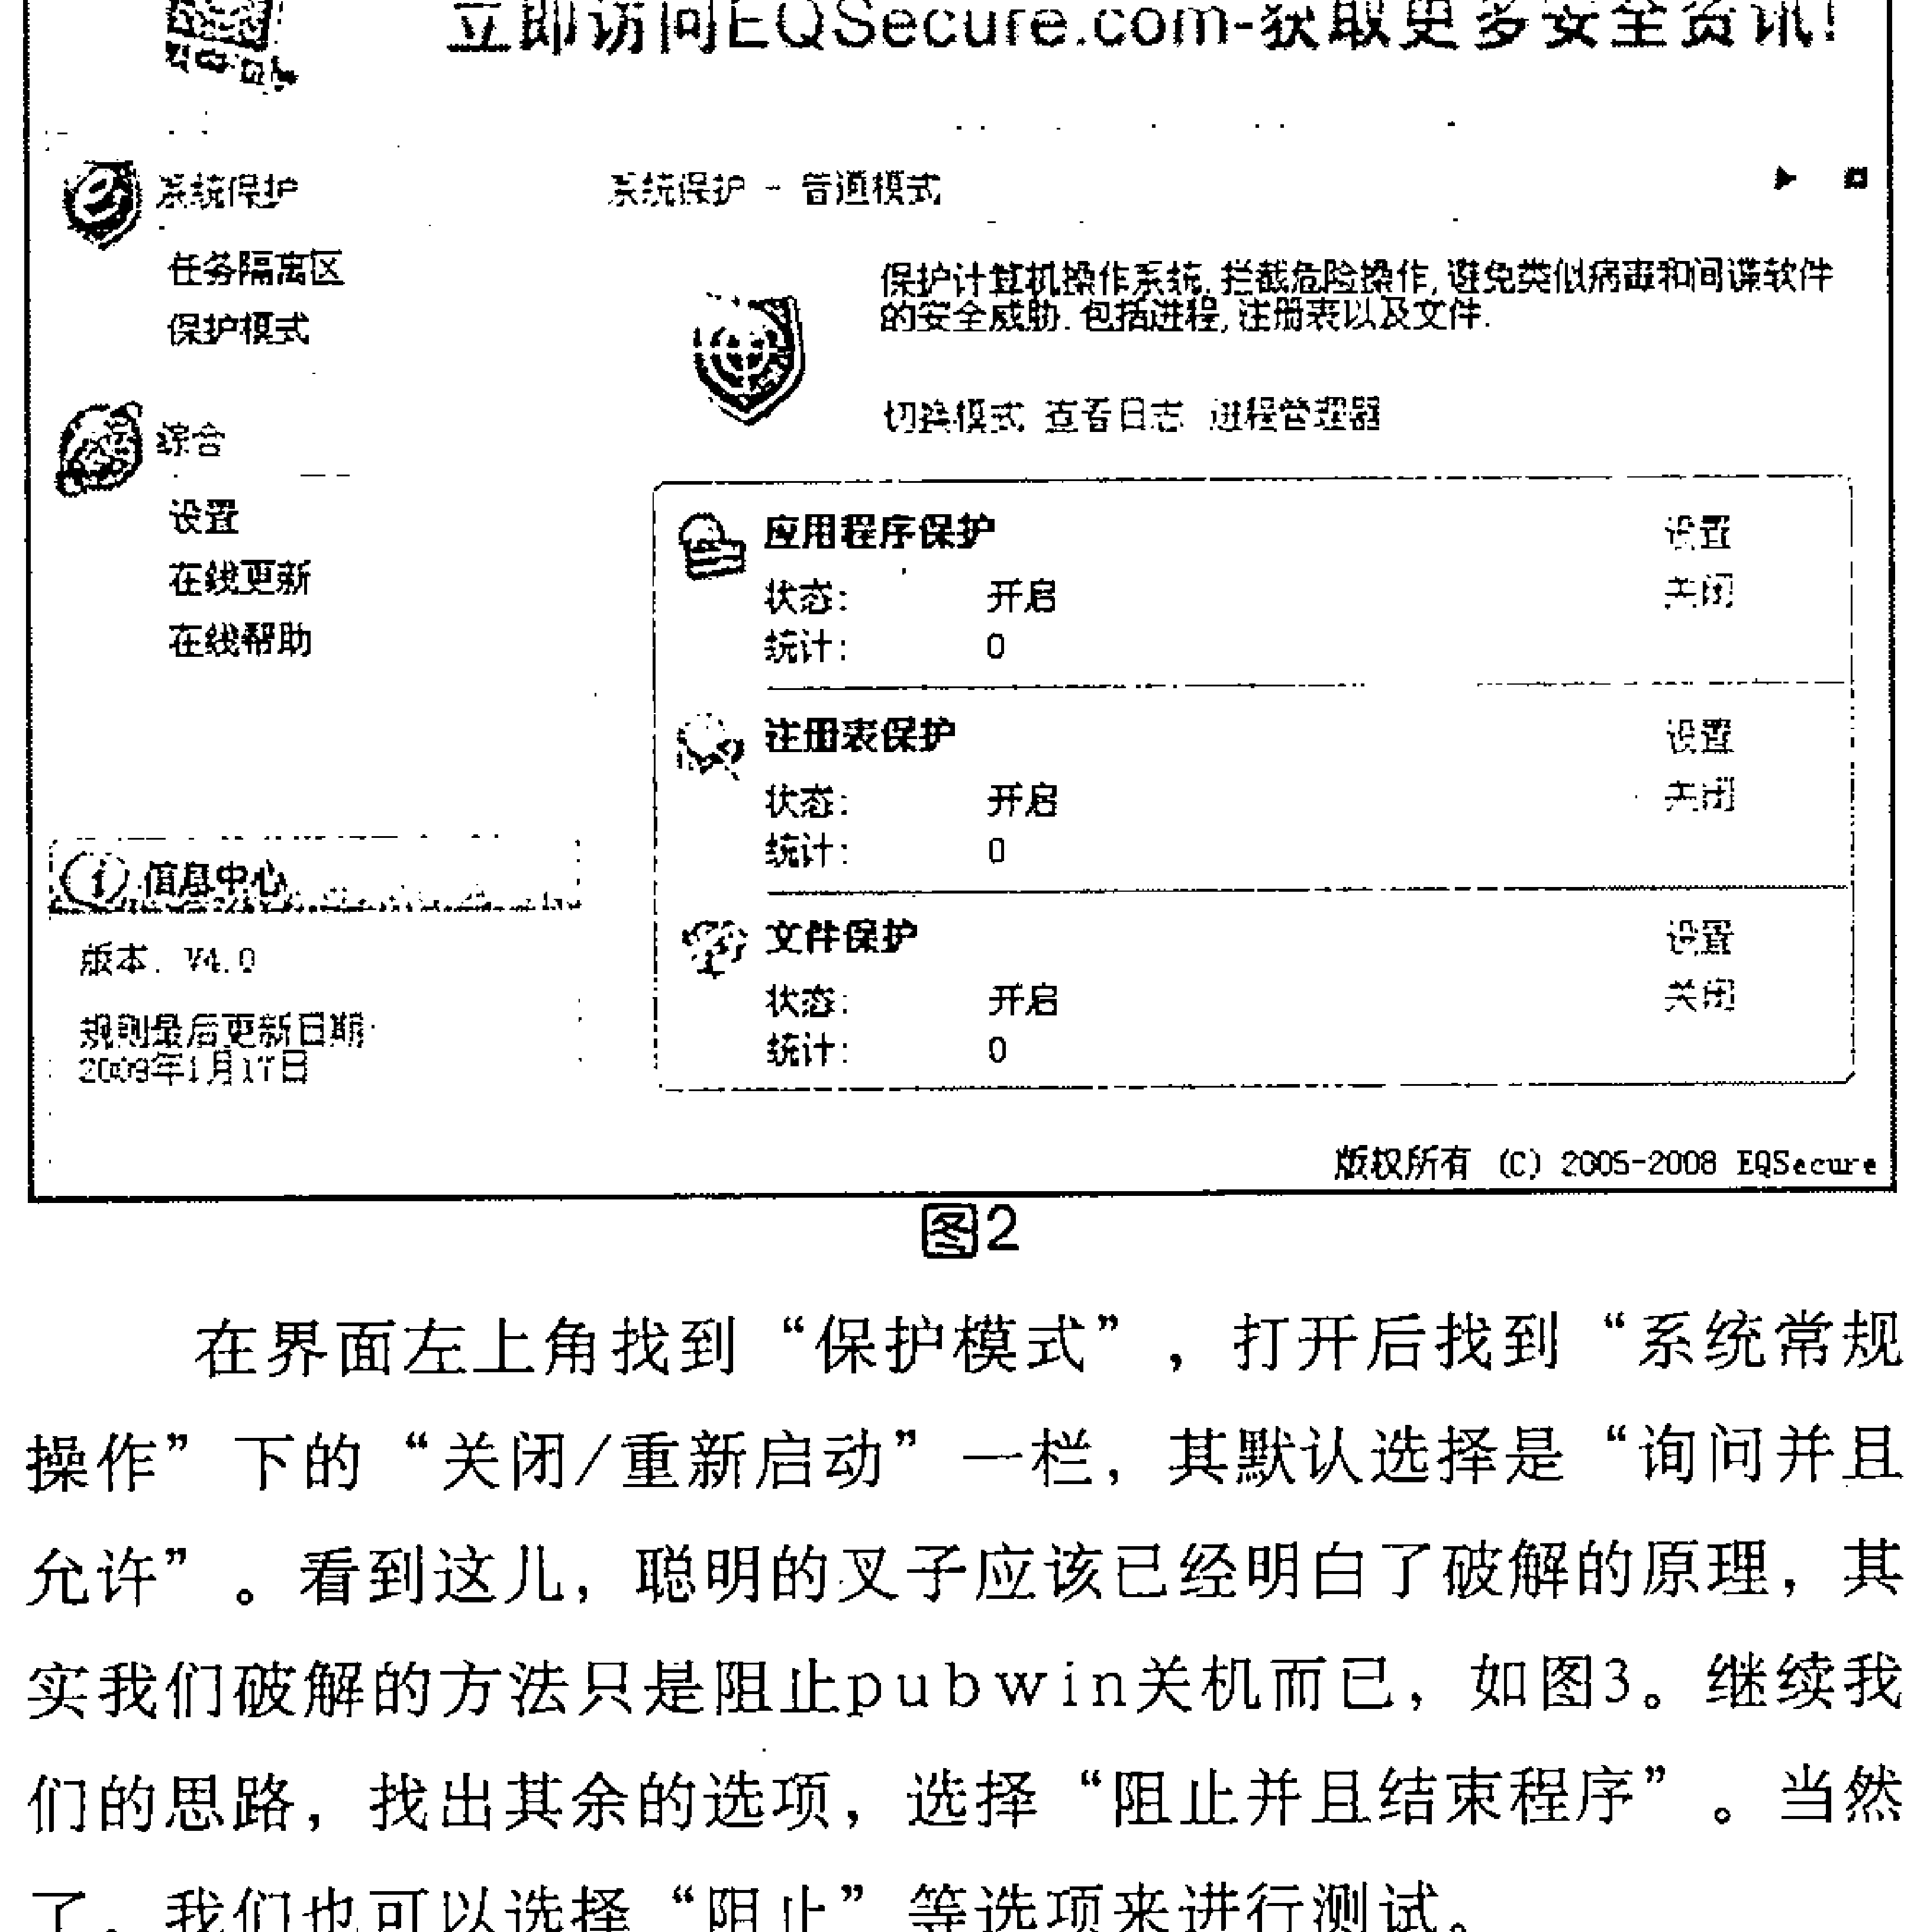 立即访问EQSecure.com-获取更多安全资讯!
系统保护
系统保护 - 普通模式
任务隔离区
保护模式
保护计算机操作系统,拦截危险操作,避免类似病毒和间谍软件
的安全威胁.包括进程,注册表以及文件.
切换模式 查看日志 进程管理器
综合
设置
在线更新
在线帮助
应用程序保护 设置
状态: 开启 关闭
统计: 0
注册表保护 设置
状态: 开启 关闭
统计: 0
文件保护 设置
状态: 开启 关闭
统计: 0
信息中心
版本. V4.0
规则最后更新日期:
2008年1月17日
版权所有 (C) 2005-2008 EQSecure
图2
在界面左上角找到“保护模式”，打开后找到“系统常规
操作”下的“关闭/重新启动”一栏，其默认选择是“询问并且
允许”。看到这儿，聪明的叉子应该已经明白了破解的原理，其
实我们破解的方法只是阻止pubwin关机而已，如图3。继续我
们的思路，找出其余的选项，选择“阻止并且结束程序”。当然
了，我们也可以选择“阻止”等选项来进行测试。